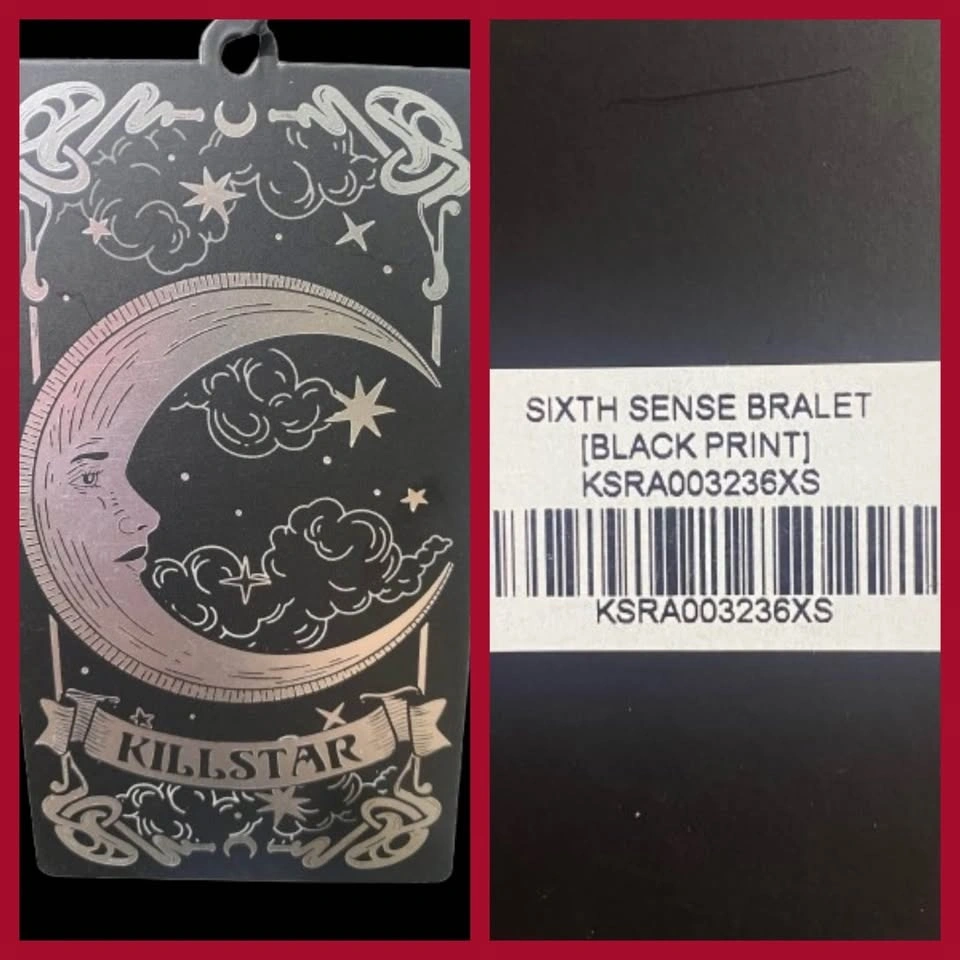 KILLSTAR
SIXTH SENSE BRALET
[BLACK PRINT]
KSRA003236XS
KSRA003236XS